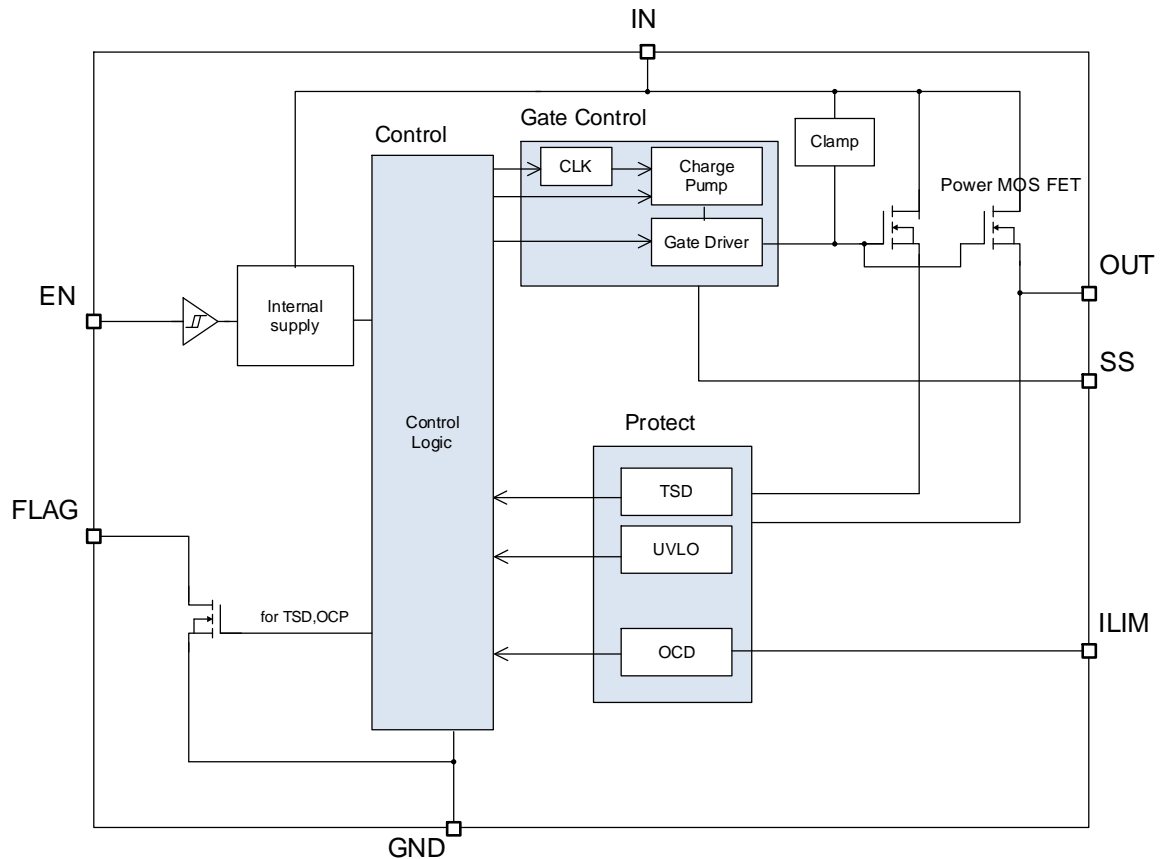 IN
Gate Control
Control
CLK
Charge
Pump
Clamp
Power MOS FET
Gate Driver
OUT
EN
Internal
supply
SS
Control
Logic
Protect
TSD
FLAG
UVLO
for TSD,OCP
ILIM
OCD
GND